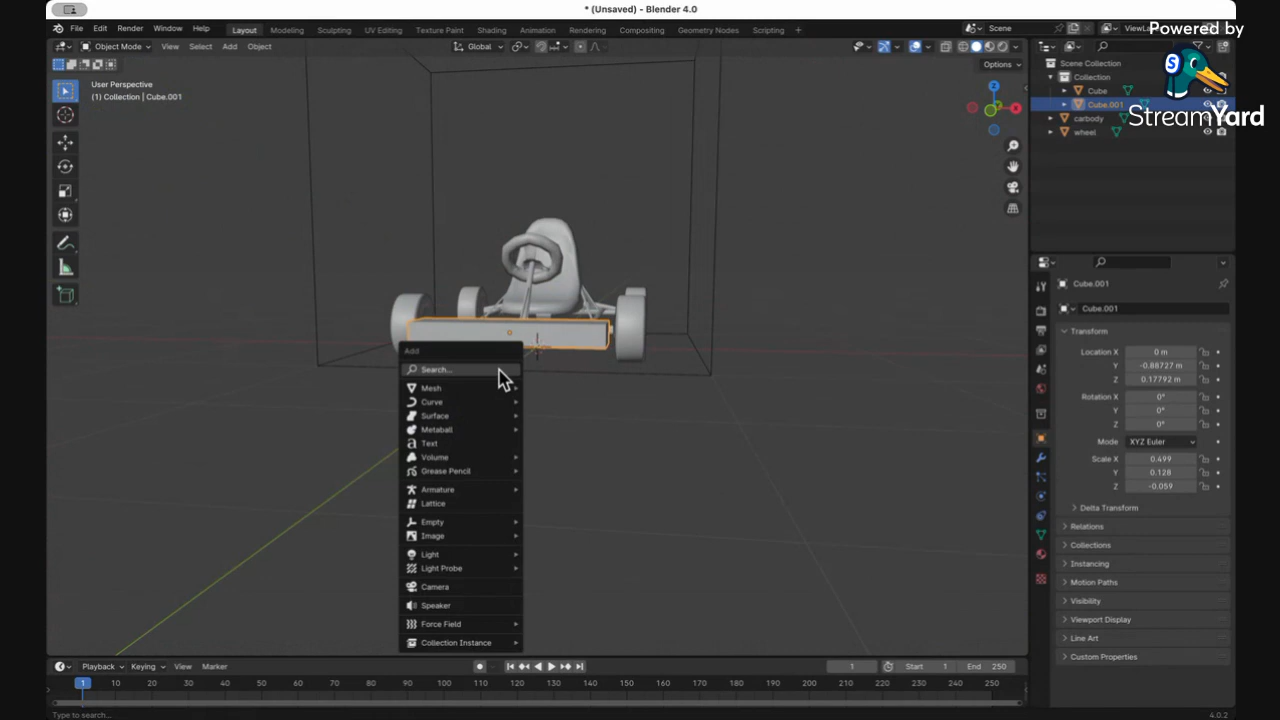 * (Unsaved) - Blender 4.0
File Edit Render Window Help Layout Modeling Sculpting UV Editing Texture Paint Shading Animation Rendering Compositing Geometry Nodes Scripting + Scene ViewLa
Powered by
StreamYard
Object Mode View Select Add Object Global
Options
User Perspective
(1) Collection | Cube.001
Scene Collection
Collection
Cube
Cube.001
carbody
wheel
Add
Search...
Mesh
Curve
Surface
Metaball
Text
Volume
Grease Pencil
Armature
Lattice
Empty
Image
Light
Light Probe
Camera
Speaker
Force Field
Collection Instance
Cube.001
Cube.001
Transform
Location X 0 m
Y -0.88727 m
Z 0.17792 m
Rotation X 0°
Y 0°
Z 0°
Mode XYZ Euler
Scale X 0.499
Y 0.128
Z -0.059
Delta Transform
Relations
Collections
Instancing
Motion Paths
Visibility
Viewport Display
Line Art
Custom Properties
Playback Keying View Marker 1 Start 1 End 250
1 10 20 30 40 50 60 70 80 90 100 110 120 130 140 150 160 170 180 190 200 210 220 230 240 250
Type to search... 4.0.2